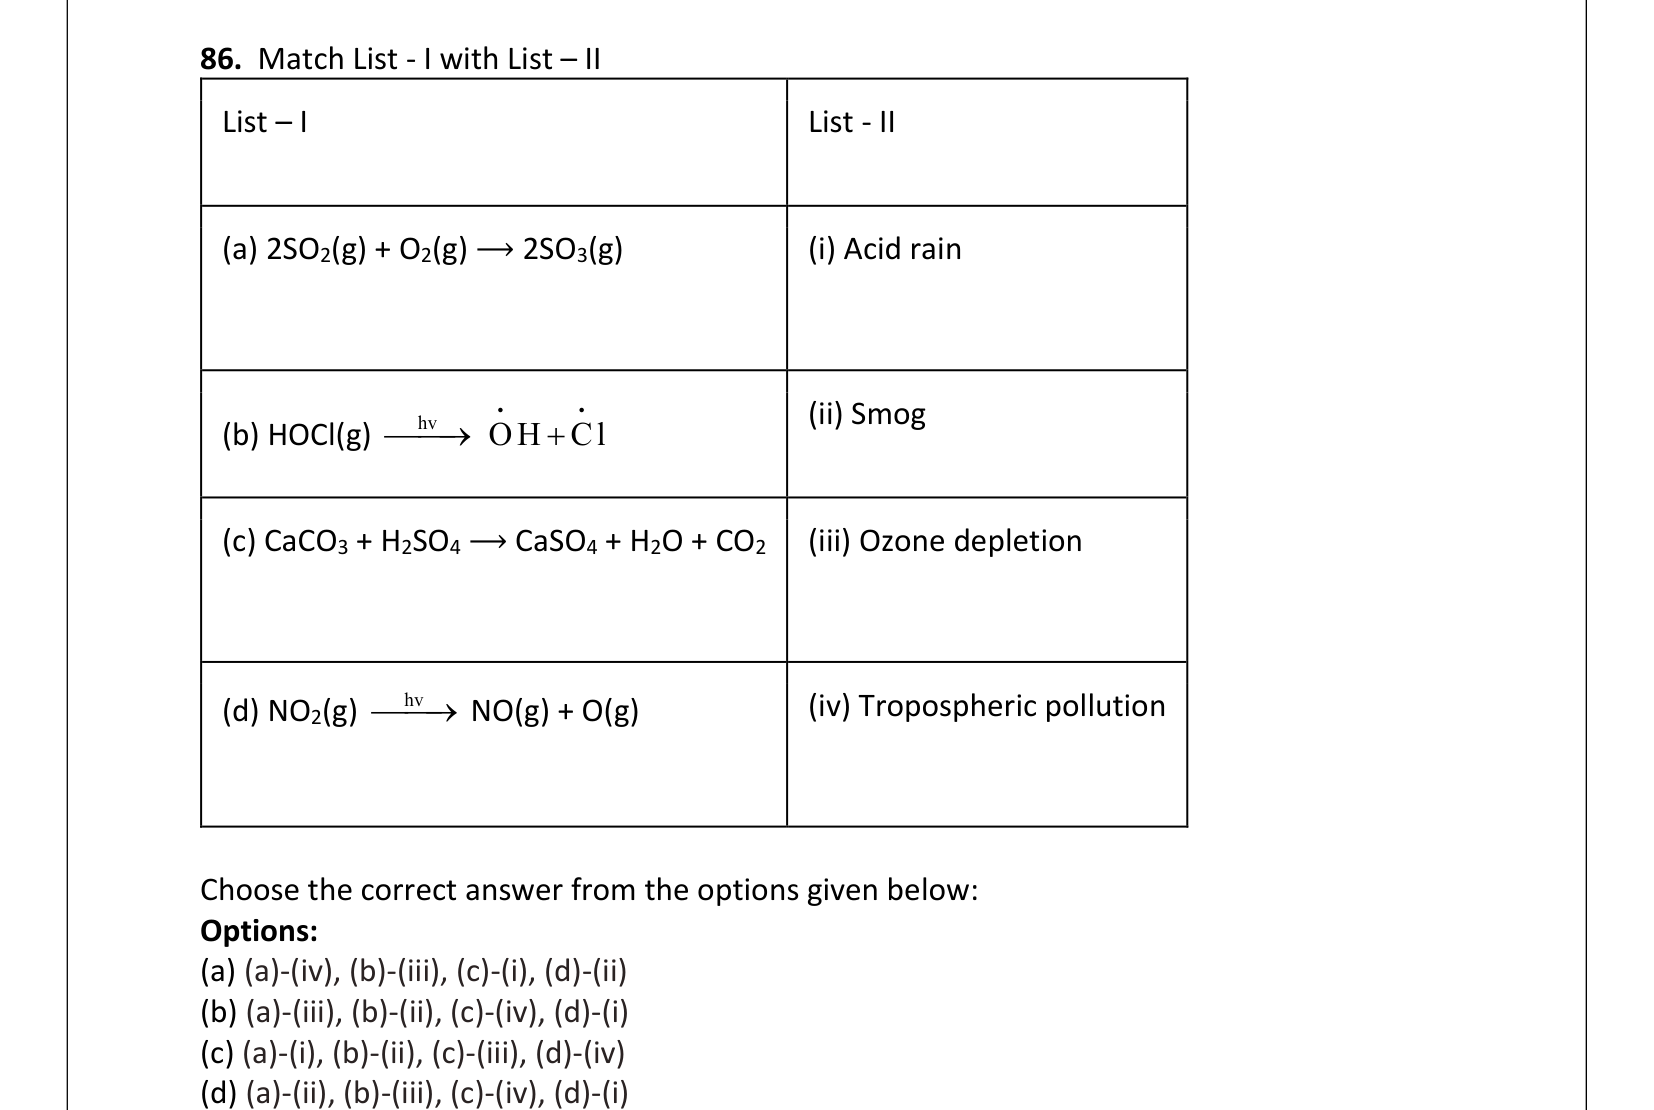 86. Match List - I with List – II
List – I
List - II
(a) 2SO₂(g) + O₂(g) ⟶ 2SO₃(g)
(i) Acid rain
(b) HOCl(g) —hv→ ȮH + Ċl
(ii) Smog
(c) CaCO₃ + H₂SO₄ ⟶ CaSO₄ + H₂O + CO₂
(iii) Ozone depletion
(d) NO₂(g) —hv→ NO(g) + O(g)
(iv) Tropospheric pollution
Choose the correct answer from the options given below:
Options:
(a) (a)-(iv), (b)-(iii), (c)-(i), (d)-(ii)
(b) (a)-(iii), (b)-(ii), (c)-(iv), (d)-(i)
(c) (a)-(i), (b)-(ii), (c)-(iii), (d)-(iv)
(d) (a)-(ii), (b)-(iii), (c)-(iv), (d)-(i)